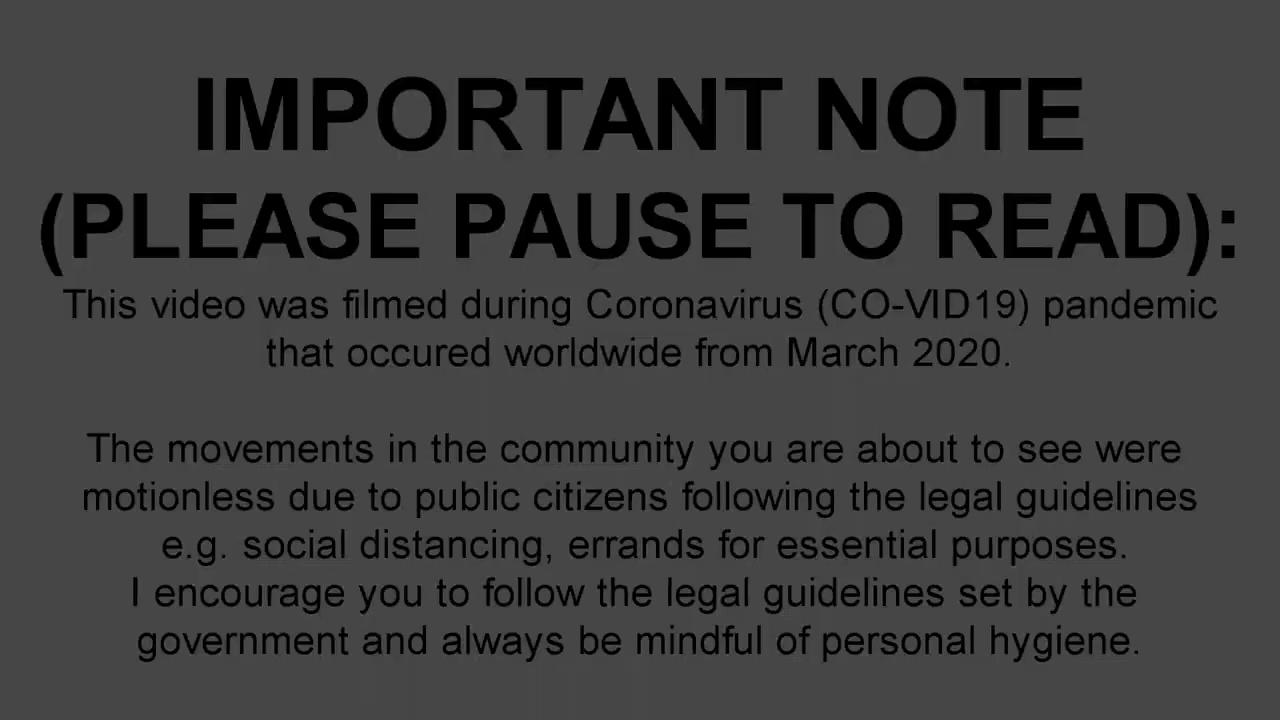 IMPORTANT NOTE
(PLEASE PAUSE TO READ):
This video was filmed during Coronavirus (CO-VID19) pandemic
that occured worldwide from March 2020.
The movements in the community you are about to see were
motionless due to public citizens following the legal guidelines
e.g. social distancing, errands for essential purposes.
I encourage you to follow the legal guidelines set by the
government and always be mindful of personal hygiene.